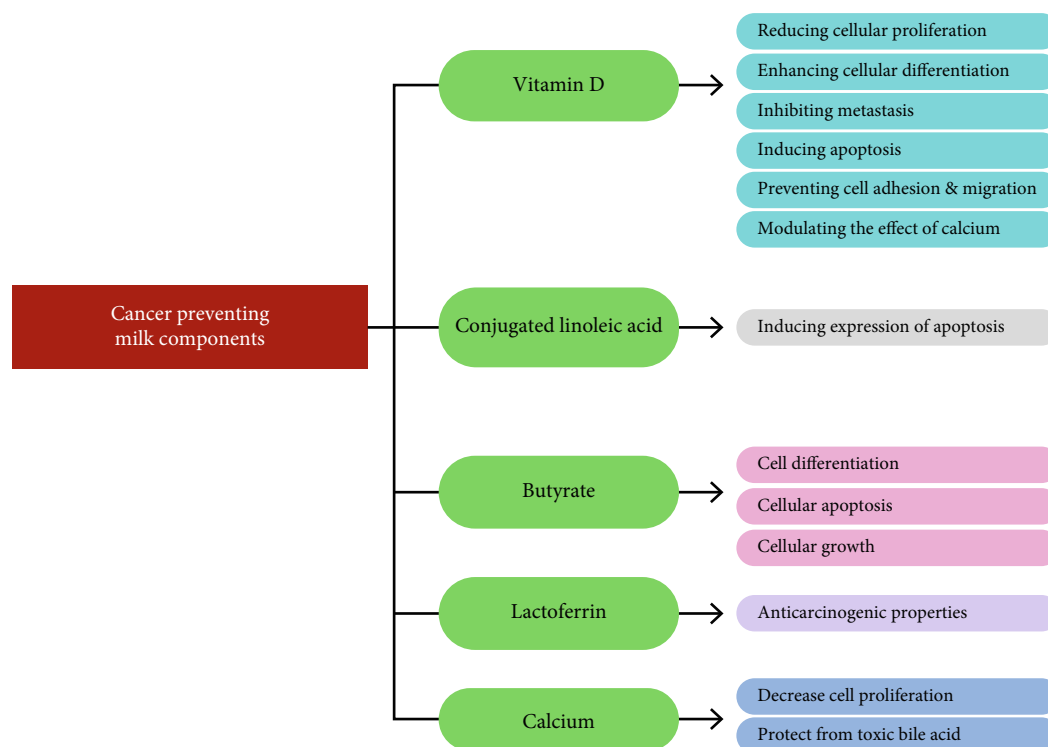 Cancer preventing
milk components
Vitamin D
Reducing cellular proliferation
Enhancing cellular differentiation
Inhibiting metastasis
Inducing apoptosis
Preventing cell adhesion & migration
Modulating the effect of calcium
Conjugated linoleic acid
Inducing expression of apoptosis
Butyrate
Cell differentiation
Cellular apoptosis
Cellular growth
Lactoferrin
Anticarcinogenic properties
Calcium
Decrease cell proliferation
Protect from toxic bile acid